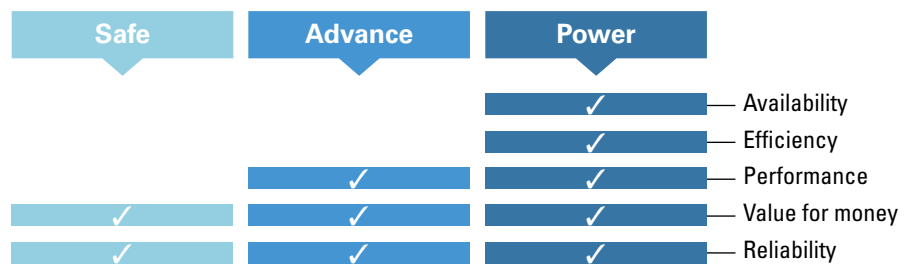 Safe
Advance
Power
✓ Availability
✓ Efficiency
✓ ✓ Performance
✓ ✓ ✓ Value for money
✓ ✓ ✓ Reliability